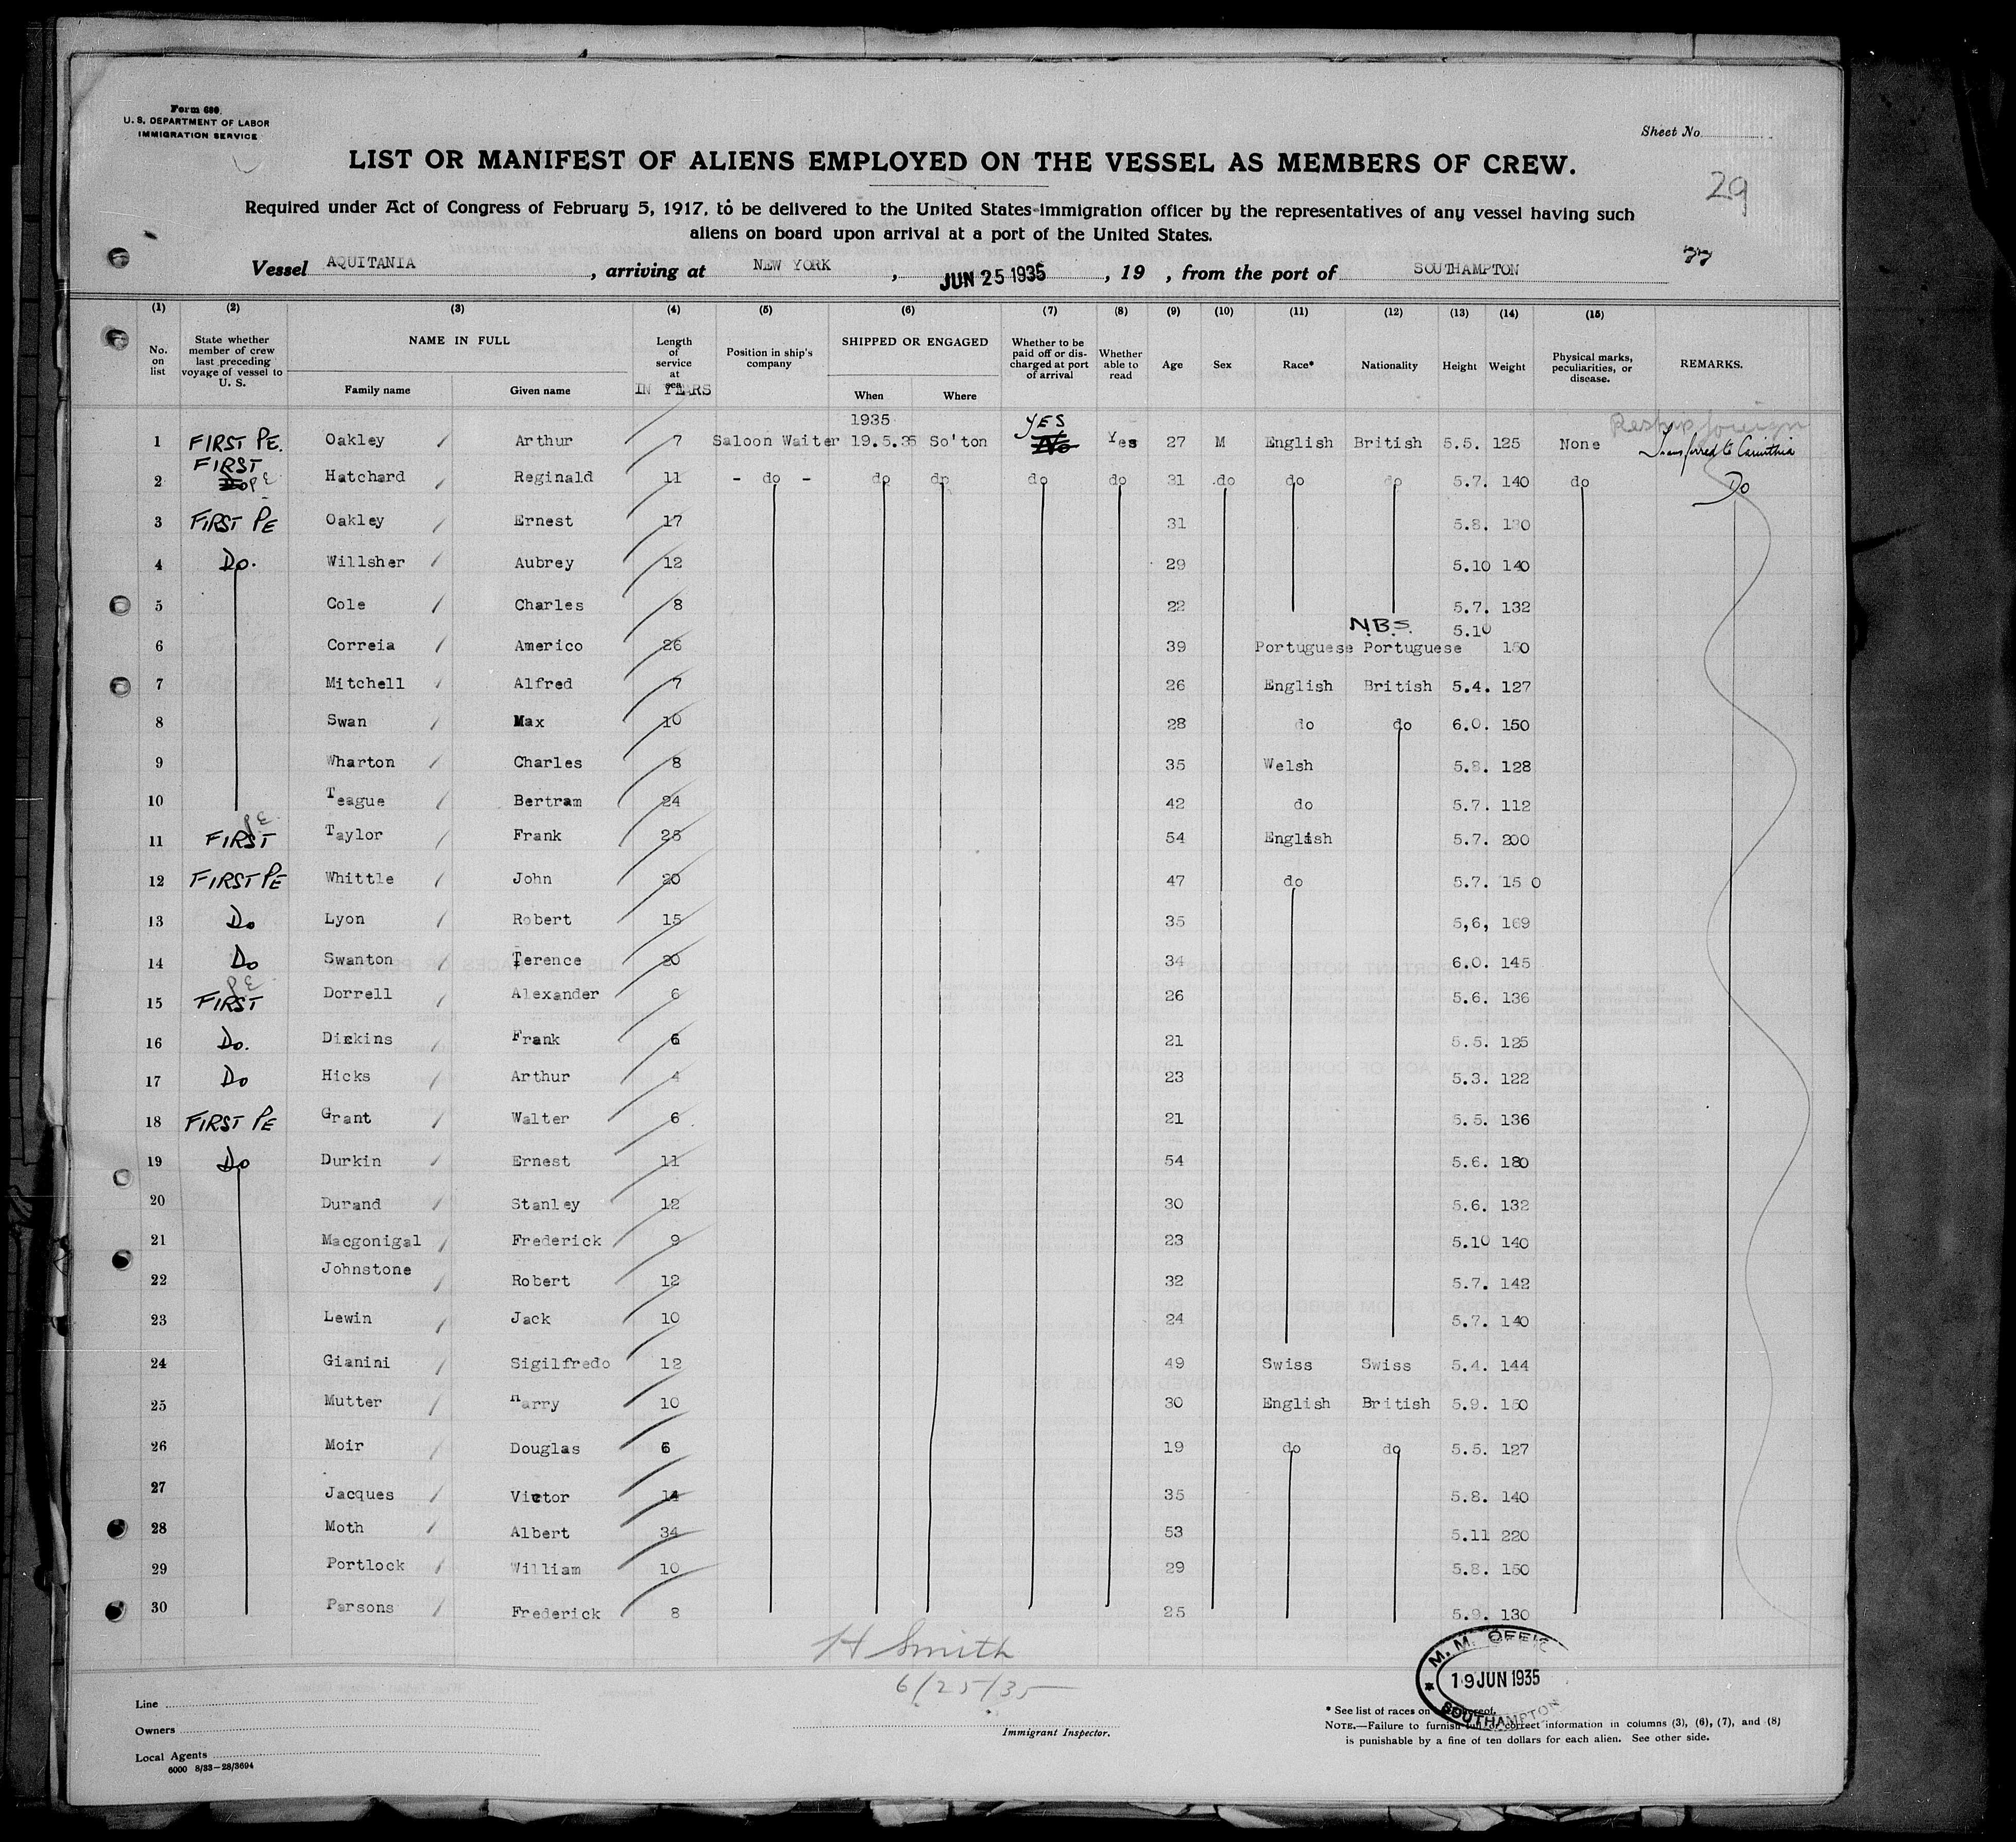 Form 680.
U. S. DEPARTMENT OF LABOR
IMMIGRATION SERVICE
Sheet No.
LIST OR MANIFEST OF ALIENS EMPLOYED ON THE VESSEL AS MEMBERS OF CREW.
29
Required under Act of Congress of February 5, 1917, to be delivered to the United States immigration officer by the representatives of any vessel having such
aliens on board upon arrival at a port of the United States.
77
Vessel AQUITANIA, arriving at NEW YORK, JUN 25 1935, 19 , from the port of SOUTHAMPTON
(1) (2) (3) (4) (5) (6) (7) (8) (9) (10) (11) (12) (13) (14) (15)
No. on list State whether member of crew last preceding voyage of vessel to U. S. NAME IN FULL Family name Given name Length of service at sea IN YEARS Position in ship's company SHIPPED OR ENGAGED When Where Whether to be paid off or discharged at port of arrival Whether able to read Age Sex Race* Nationality Height Weight Physical marks, peculiarities, or disease. REMARKS.
1935 YES Reship foreign
1 FIRST PE. Oakley Arthur 7 Saloon Waiter 19.5.35 So'ton No Yes 27 M English British 5.5. 125 None Transferred to Carinthia
2 FIRST Do PE Hatchard Reginald 11 - do - do do do do 31 do do do 5.7. 140 do Do
3 FIRST PE Oakley Ernest 17 31 5.8. 130
4 Do. Willsher Aubrey 12 29 5.10 140
5 Cole Charles 8 22 5.7. 132
N.B.S.
6 Correia Americo 26 39 Portuguese Portuguese 5.10 150
7 Mitchell Alfred 7 26 English British 5.4. 127
8 Swan Max 10 28 do do 6.0. 150
9 Wharton Charles 8 35 Welsh 5.8. 128
10 Teague Bertram 24 42 do 5.7. 112
11 FIRST PE Taylor Frank 25 54 English 5.7. 200
12 FIRST PE Whittle John 20 47 do 5.7. 15 0
13 Do Lyon Robert 15 35 5,6, 169
14 Do Swanton Terence 20 34 6.0. 145
15 FIRST PE Dorrell Alexander 6 26 5.6. 136
16 Do. Dickins Frank 6 21 5.5. 125
17 Do Hicks Arthur 4 23 5.3. 122
18 FIRST PE Grant Walter 6 21 5.5. 136
19 Do Durkin Ernest 11 54 5.6. 180
20 Durand Stanley 12 30 5.6. 132
21 Macgonigal Frederick 9 23 5.10 140
22 Johnstone Robert 12 32 5.7. 142
23 Lewin Jack 10 24 5.7. 140
24 Gianini Sigilfredo 12 49 Swiss Swiss 5.4. 144
25 Mutter Harry 10 30 English British 5.9. 150
26 Moir Douglas 6 19 do do 5.5. 127
27 Jacques Victor 14 35 5.8. 140
28 Moth Albert 34 53 5.11 220
29 Portlock William 10 29 5.8. 150
30 Parsons Frederick 8 25 5.9. 130
H Smith
6/25/35
Immigrant Inspector.
Line
Owners
Local Agents
6000 8/33—28/3694
M. M. OFFIC
19 JUN 1935
SOUTHAMPTON
* See list of races on hereof.
NOTE.—Failure to furnish full or correct information in columns (3), (6), (7), and (8)
is punishable by a fine of ten dollars for each alien. See other side.